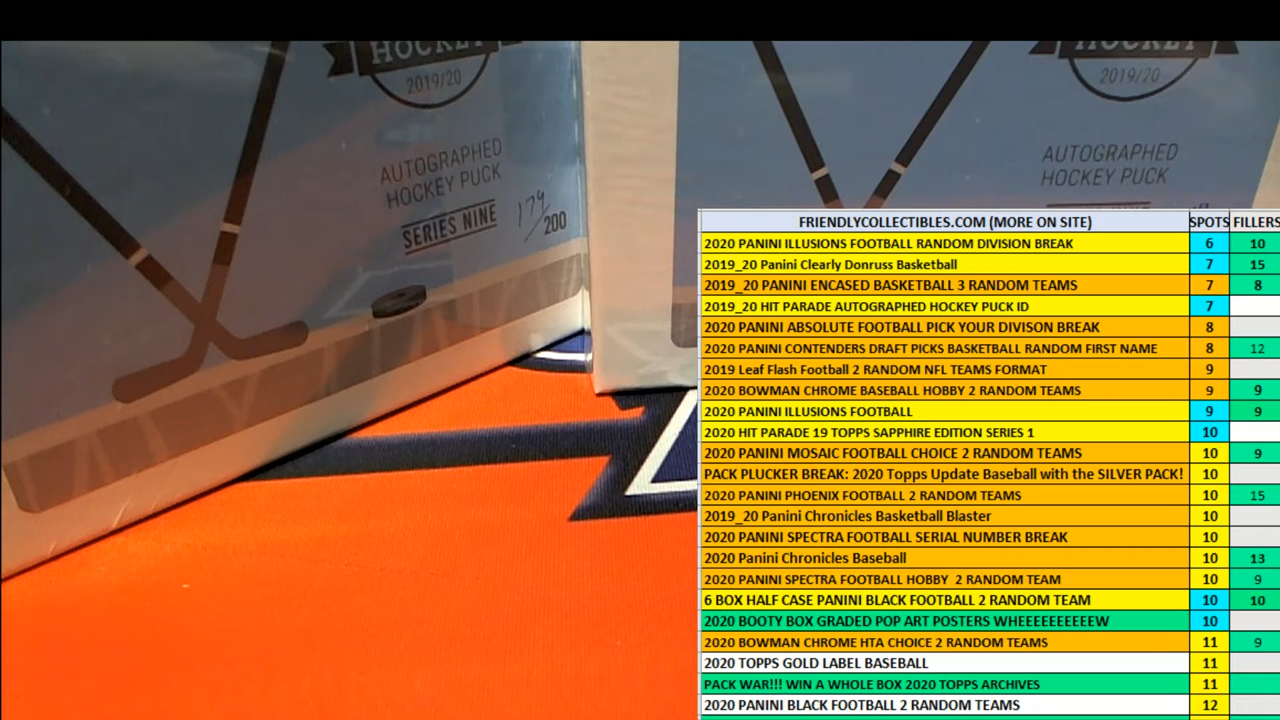 HOCKEY
2019/20
AUTOGRAPHED
HOCKEY PUCK
SERIES NINE 179/200
HOCKEY
2019/20
AUTOGRAPHED
HOCKEY PUCK
FRIENDLYCOLLECTIBLES.COM (MORE ON SITE) SPOTS FILLERS
2020 PANINI ILLUSIONS FOOTBALL RANDOM DIVISION BREAK 6 10
2019_20 Panini Clearly Donruss Basketball 7 15
2019_20 PANINI ENCASED BASKETBALL 3 RANDOM TEAMS 7 8
2019_20 HIT PARADE AUTOGRAPHED HOCKEY PUCK ID 7
2020 PANINI ABSOLUTE FOOTBALL PICK YOUR DIVISON BREAK 8
2020 PANINI CONTENDERS DRAFT PICKS BASKETBALL RANDOM FIRST NAME 8 12
2019 Leaf Flash Football 2 RANDOM NFL TEAMS FORMAT 9
2020 BOWMAN CHROME BASEBALL HOBBY 2 RANDOM TEAMS 9 9
2020 PANINI ILLUSIONS FOOTBALL 9 9
2020 HIT PARADE 19 TOPPS SAPPHIRE EDITION SERIES 1 10
2020 PANINI MOSAIC FOOTBALL CHOICE 2 RANDOM TEAMS 10 9
PACK PLUCKER BREAK: 2020 Topps Update Baseball with the SILVER PACK! 10
2020 PANINI PHOENIX FOOTBALL 2 RANDOM TEAMS 10 15
2019_20 Panini Chronicles Basketball Blaster 10
2020 PANINI SPECTRA FOOTBALL SERIAL NUMBER BREAK 10
2020 Panini Chronicles Baseball 10 13
2020 PANINI SPECTRA FOOTBALL HOBBY 2 RANDOM TEAM 10 9
6 BOX HALF CASE PANINI BLACK FOOTBALL 2 RANDOM TEAM 10 10
2020 BOOTY BOX GRADED POP ART POSTERS WHEEEEEEEEEW 10
2020 BOWMAN CHROME HTA CHOICE 2 RANDOM TEAMS 11 9
2020 TOPPS GOLD LABEL BASEBALL 11
PACK WAR!!! WIN A WHOLE BOX 2020 TOPPS ARCHIVES 11
2020 PANINI BLACK FOOTBALL 2 RANDOM TEAMS 12